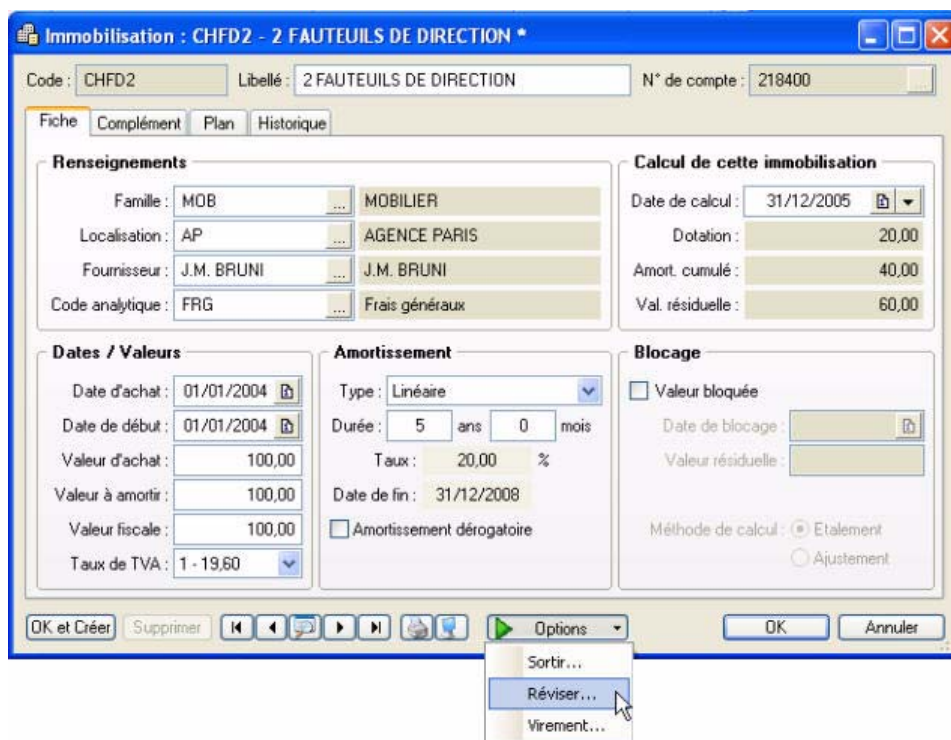 Immobilisation : CHFD2 - 2 FAUTEUILS DE DIRECTION *
Code : CHFD2 Libellé : 2 FAUTEUILS DE DIRECTION N° de compte : 218400 ...
Fiche Complément Plan Historique
Renseignements
Famille : MOB ... MOBILIER
Localisation : AP ... AGENCE PARIS
Fournisseur : J.M. BRUNI ... J.M. BRUNI
Code analytique : FRG ... Frais généraux
Calcul de cette immobilisation
Date de calcul : 31/12/2005
Dotation : 20,00
Amort. cumulé : 40,00
Val. résiduelle : 60,00
Dates / Valeurs
Date d'achat : 01/01/2004
Date de début : 01/01/2004
Valeur d'achat : 100,00
Valeur à amortir : 100,00
Valeur fiscale : 100,00
Taux de TVA : 1 - 19,60
Amortissement
Type : Linéaire
Durée : 5 ans 0 mois
Taux : 20,00 %
Date de fin : 31/12/2008
Amortissement dérogatoire
Blocage
Valeur bloquée
Date de blocage :
Valeur résiduelle :
Méthode de calcul : Etalement
Ajustement
OK et Créer Supprimer Options OK Annuler
Sortir...
Réviser...
Virement...